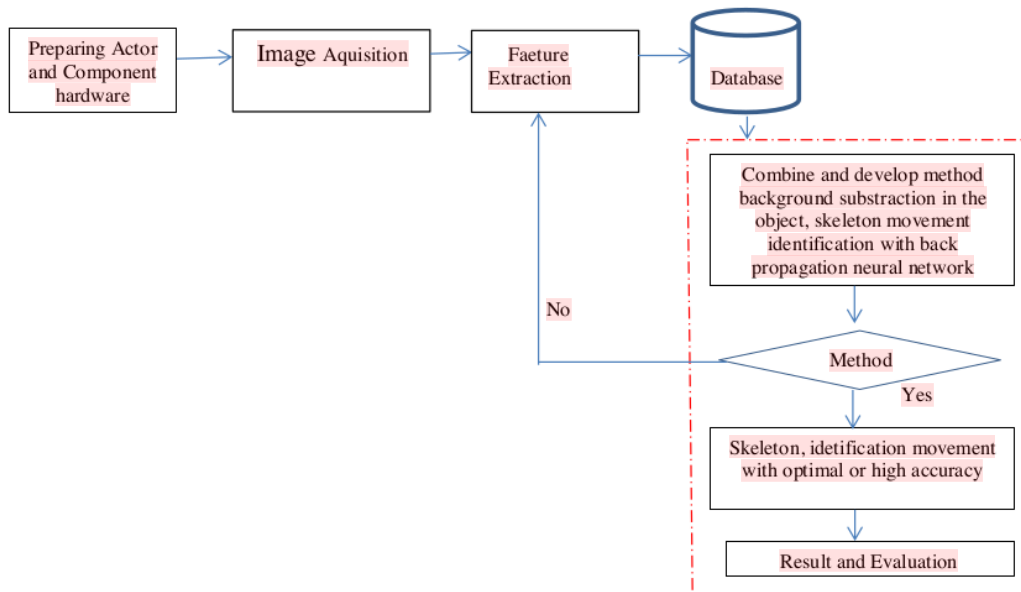 Preparing Actor
and Component
hardware
Image Aquisition
Faeture
Extraction
Database
Combine and develop method
background substraction in the
object, skeleton movement
identification with back
propagation neural network
No
Method
Yes
Skeleton, idetification movement
with optimal or high accuracy
Result and Evaluation